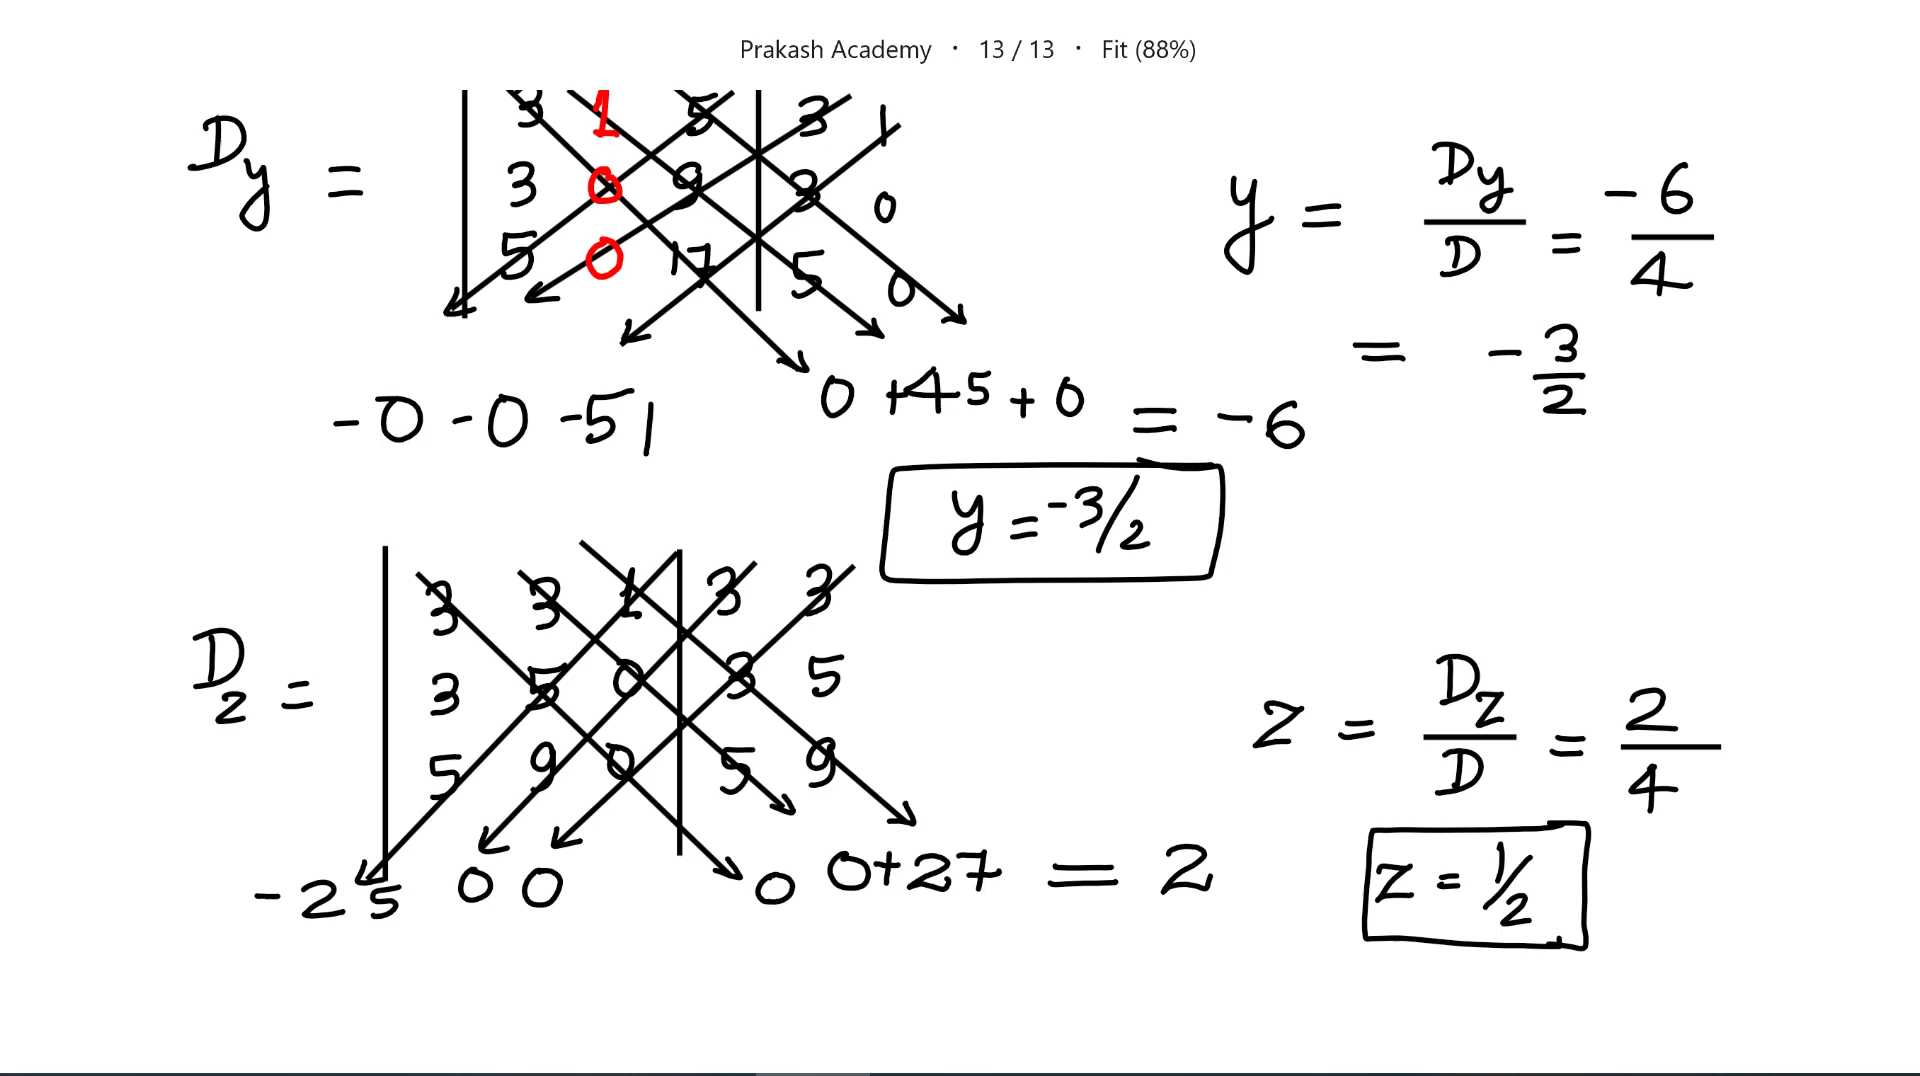 Prakash Academy · 13 / 13 · Fit (88%)
Dy =
3 1 5 3 1
3 0 9 3 0
5 0 17 5 0
-0 -0 -51 0 +45 + 0 = -6
y = Dy/D = -6/4
= -3/2
y = -3/2
Dz =
3 3 1 3 3
3 5 0 3 5
5 9 0 5 9
-25 0 0 0 0+27 = 2
z = Dz/D = 2/4
z = 1/2